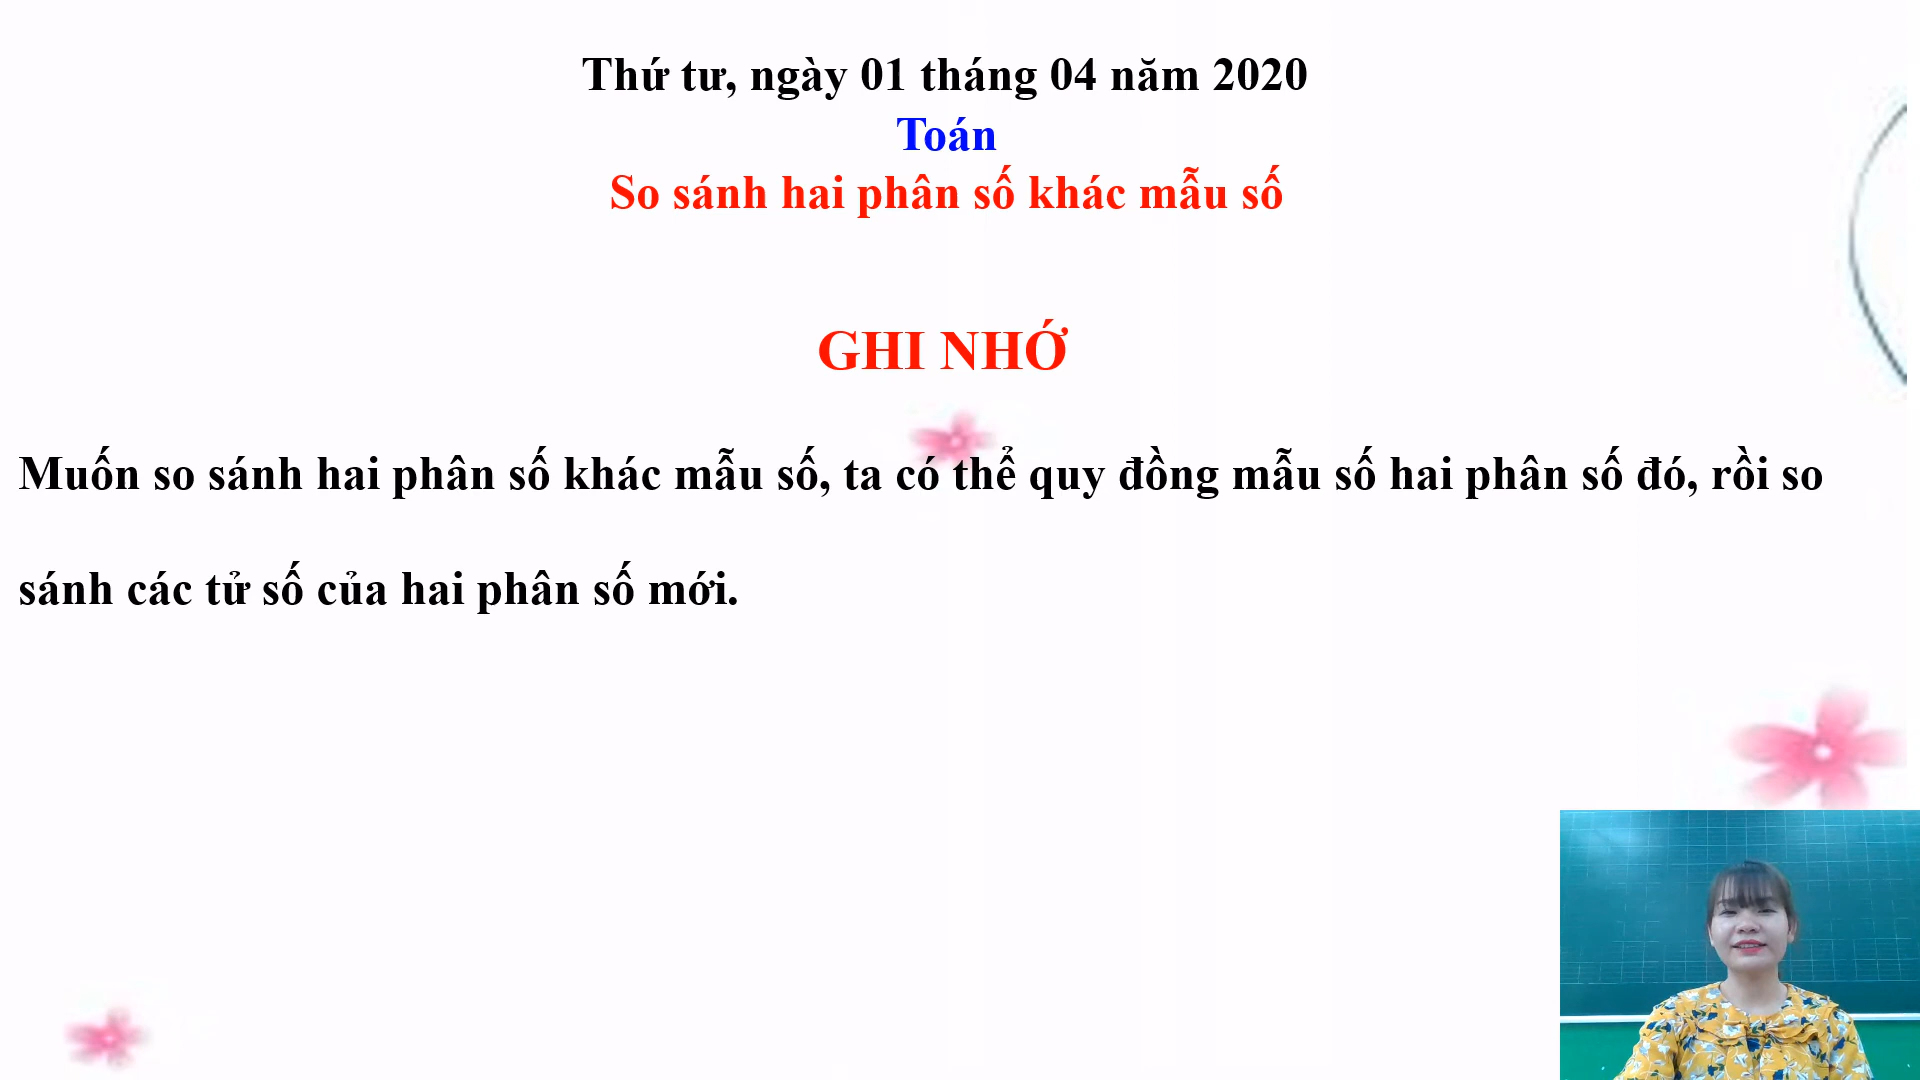 Thứ tư, ngày 01 tháng 04 năm 2020
Toán
So sánh hai phân số khác mẫu số
GHI NHỚ
Muốn so sánh hai phân số khác mẫu số, ta có thể quy đồng mẫu số hai phân số đó, rồi so
sánh các tử số của hai phân số mới.